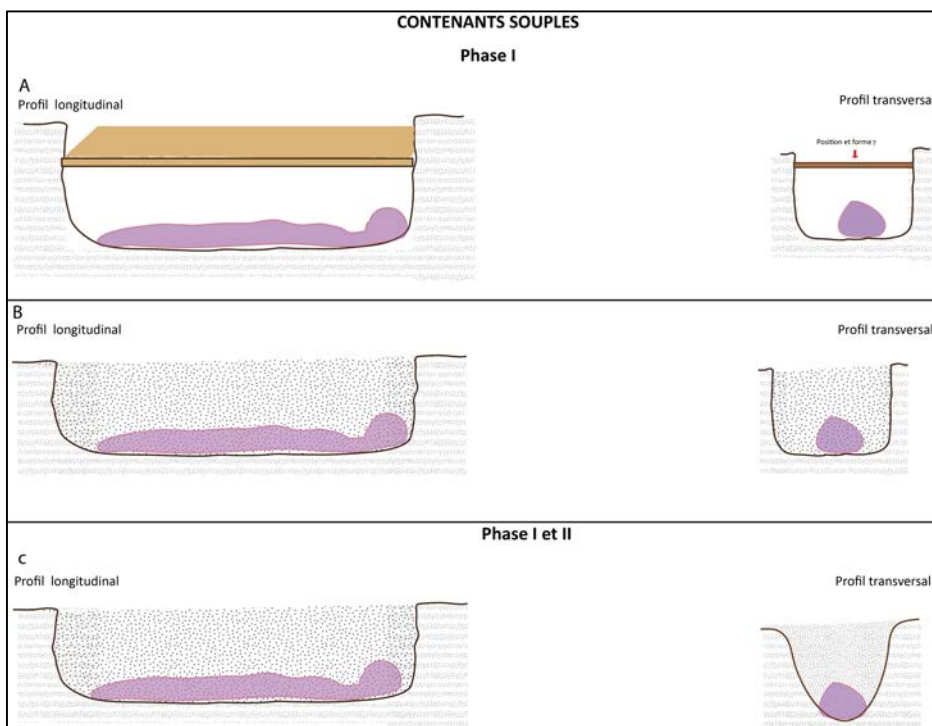 CONTENANTS SOUPLES
Phase I
A
Profil longitudinal
Profil transversal
Position et forme ?
B
Profil longitudinal
Profil transversal
Phase I et II
c
Profil longitudinal
Profil transversal